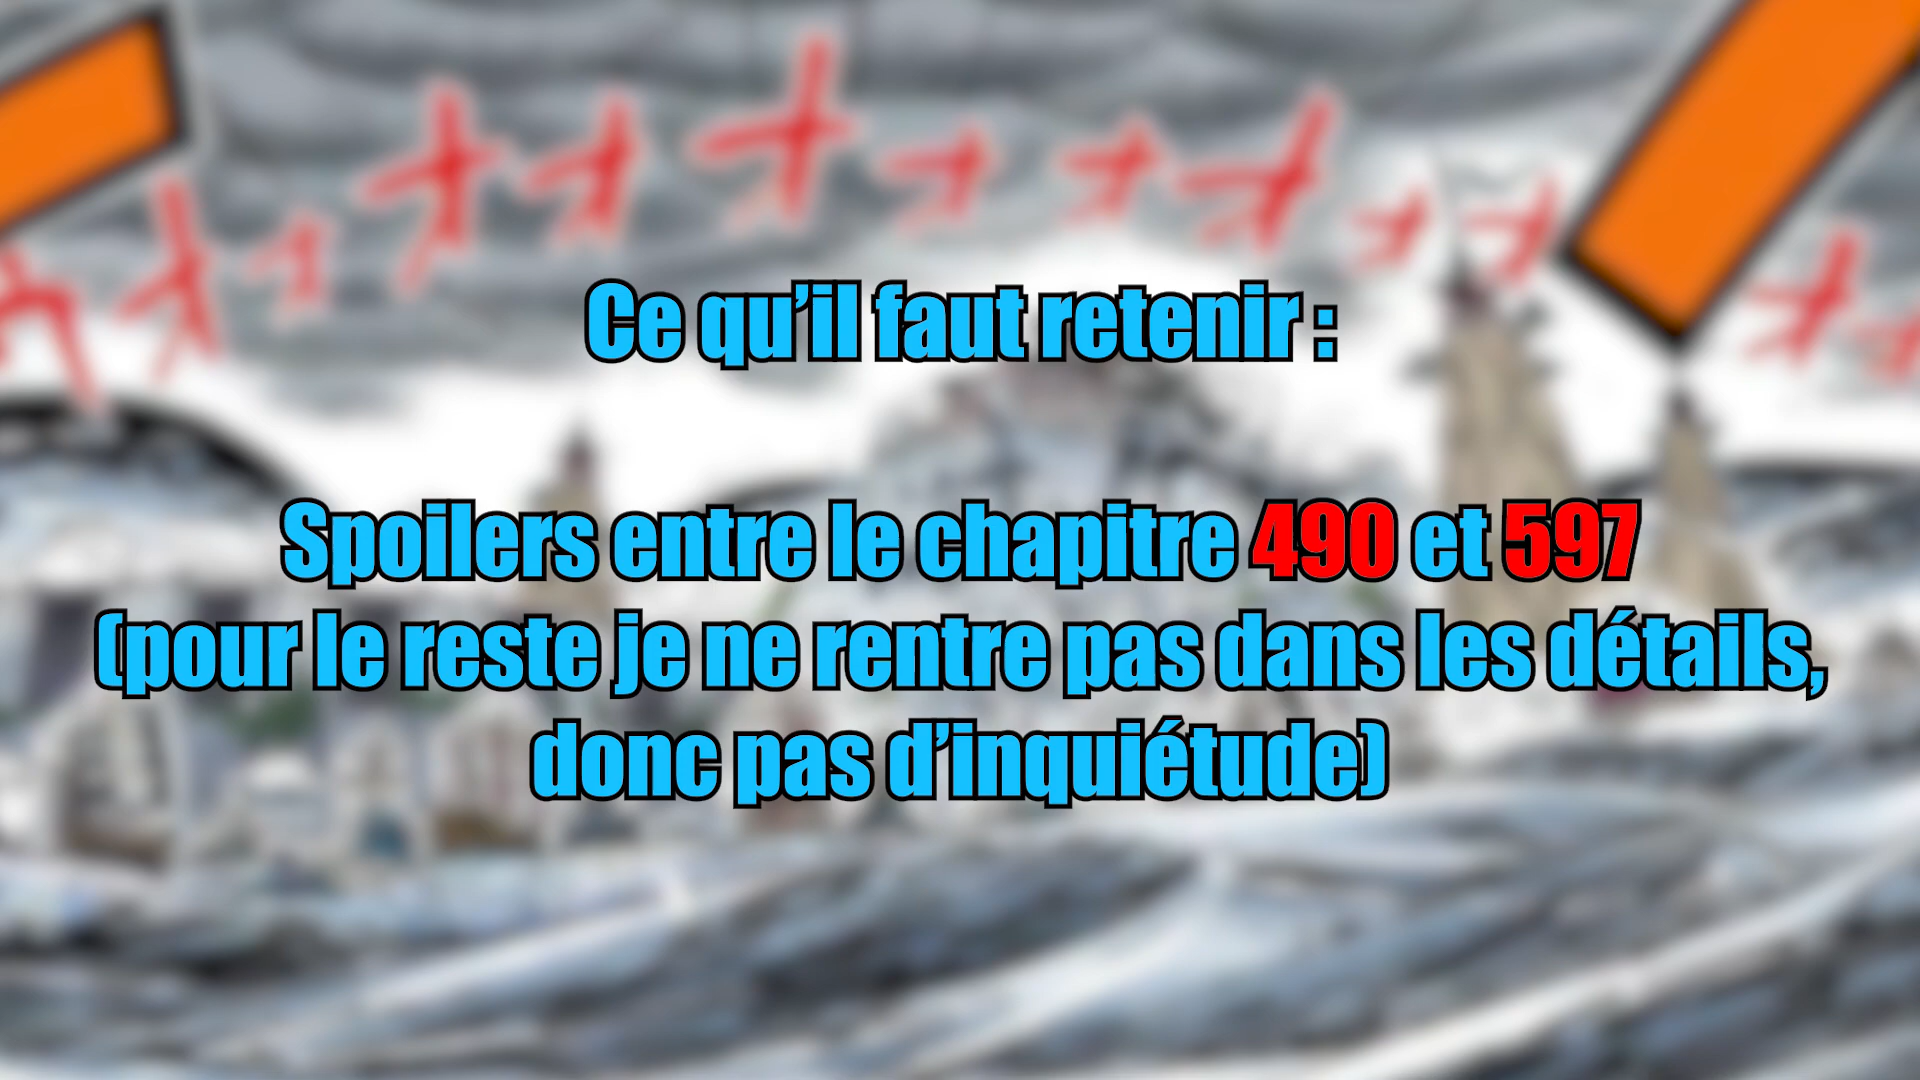 Ce qu’il faut retenir :
Spoilers entre le chapitre 490 et 597
(pour le reste je ne rentre pas dans les détails,
donc pas d’inquiétude)